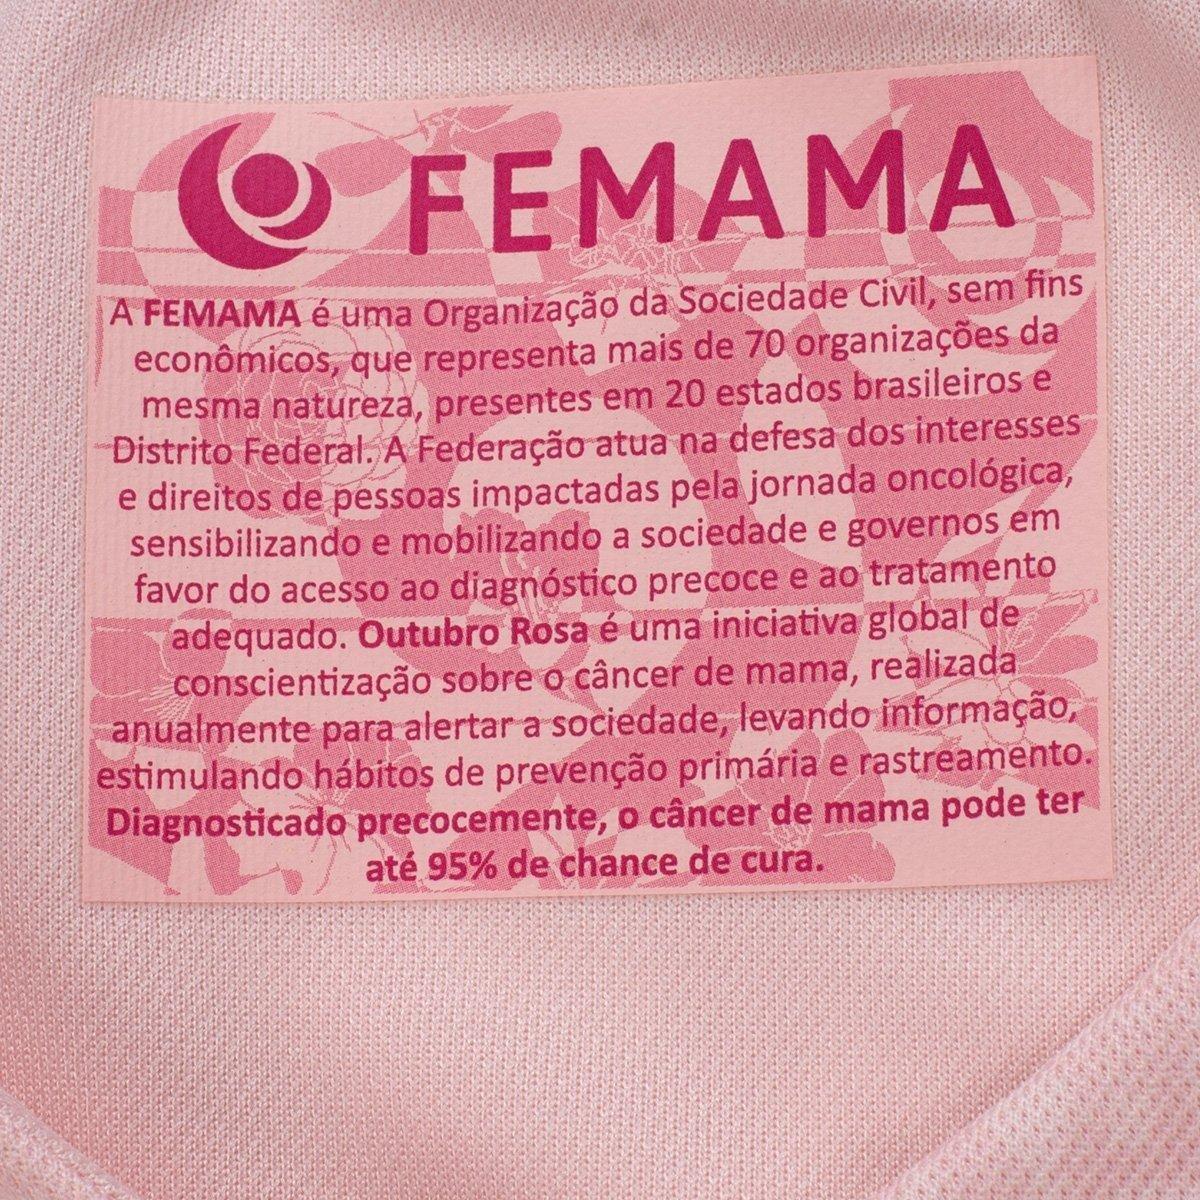 FEMAMA
A FEMAMA é uma Organização da Sociedade Civil, sem fins
econômicos, que representa mais de 70 organizações da
mesma natureza, presentes em 20 estados brasileiros e
Distrito Federal. A Federação atua na defesa dos interesses
e direitos de pessoas impactadas pela jornada oncológica,
sensibilizando e mobilizando a sociedade e governos em
favor do acesso ao diagnóstico precoce e ao tratamento
adequado. Outubro Rosa é uma iniciativa global de
conscientização sobre o câncer de mama, realizada
anualmente para alertar a sociedade, levando informação,
estimulando hábitos de prevenção primária e rastreamento.
Diagnosticado precocemente, o câncer de mama pode ter
até 95% de chance de cura.